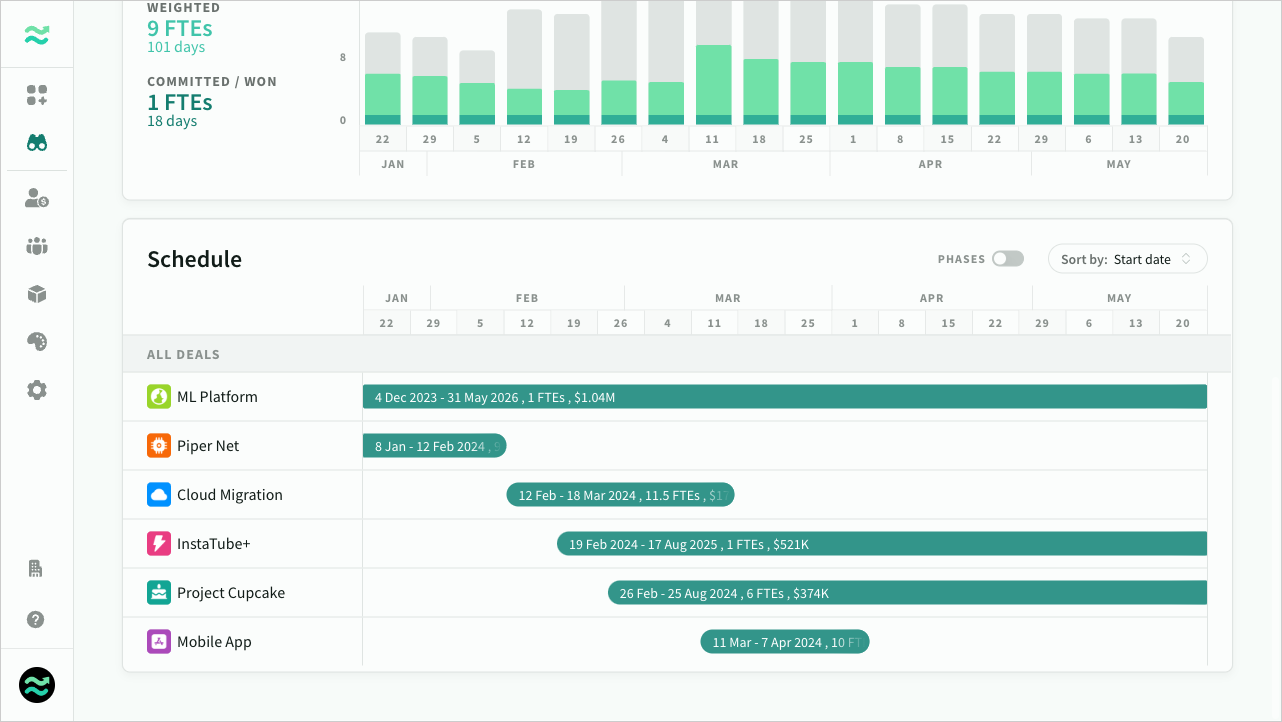 WEIGHTED
9 FTEs
101 days
COMMITTED / WON
1 FTEs
18 days
8
0
22 29 5 12 19 26 4 11 18 25 1 8 15 22 29 6 13 20
JAN FEB MAR APR MAY
Schedule
PHASES
Sort by: Start date
JAN FEB MAR APR MAY
22 29 5 12 19 26 4 11 18 25 1 8 15 22 29 6 13 20
ALL DEALS
ML Platform 4 Dec 2023 - 31 May 2026 , 1 FTEs , $1.04M
Piper Net 8 Jan - 12 Feb 2024 , 9
Cloud Migration 12 Feb - 18 Mar 2024 , 11.5 FTEs , $17
InstaTube+ 19 Feb 2024 - 17 Aug 2025 , 1 FTEs , $521K
Project Cupcake 26 Feb - 25 Aug 2024 , 6 FTEs , $374K
Mobile App 11 Mar - 7 Apr 2024 , 10 FT